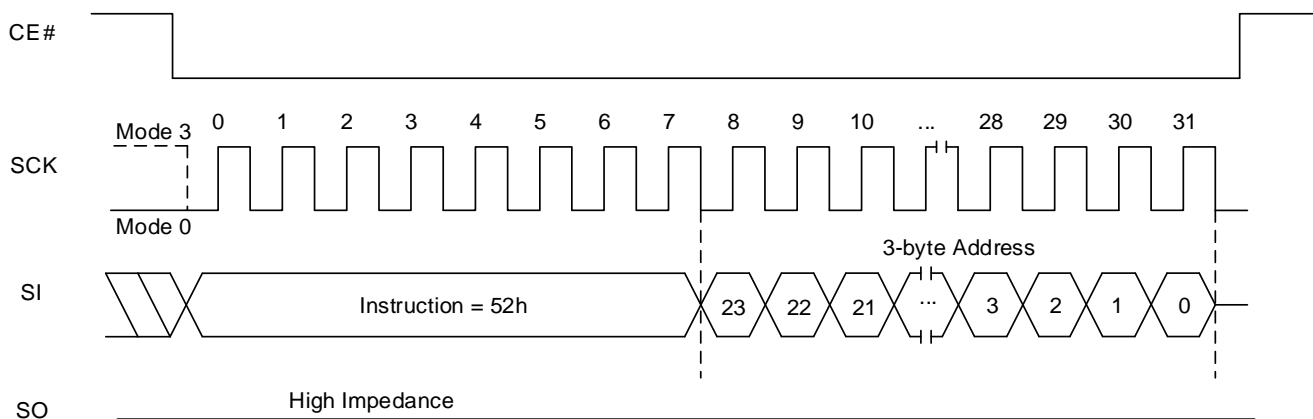 CE#
0 1 2 3 4 5 6 7 8 9 10 ... 28 29 30 31
Mode 3
SCK
Mode 0
3-byte Address
SI
Instruction = 52h
23 22 21 ... 3 2 1 0
High Impedance
SO